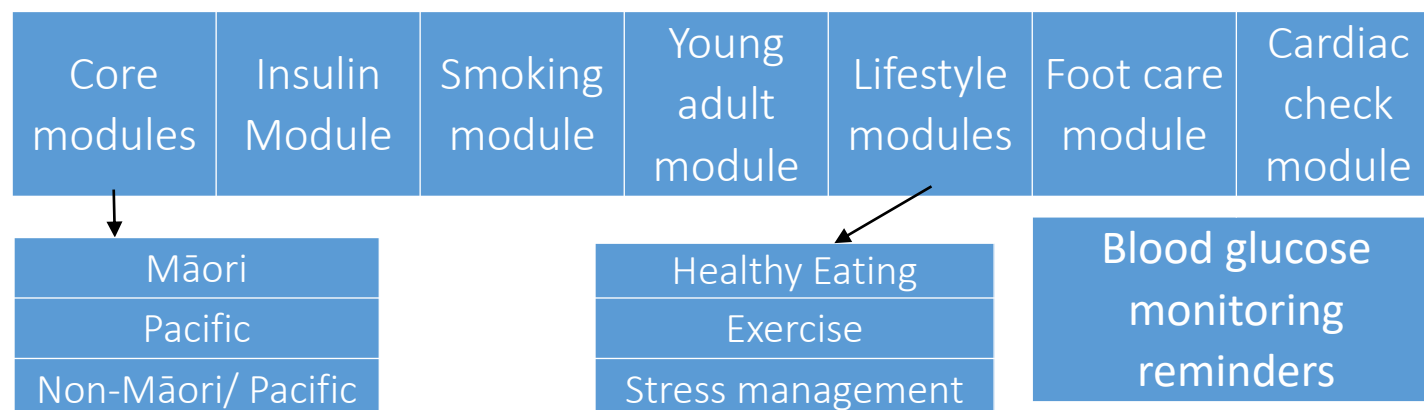 Core
modules
Insulin
Module
Smoking
module
Young
adult
module
Lifestyle
modules
Foot care
module
Cardiac
check
module
Māori
Pacific
Non-Māori/ Pacific
Healthy Eating
Exercise
Stress management
Blood glucose
monitoring
reminders